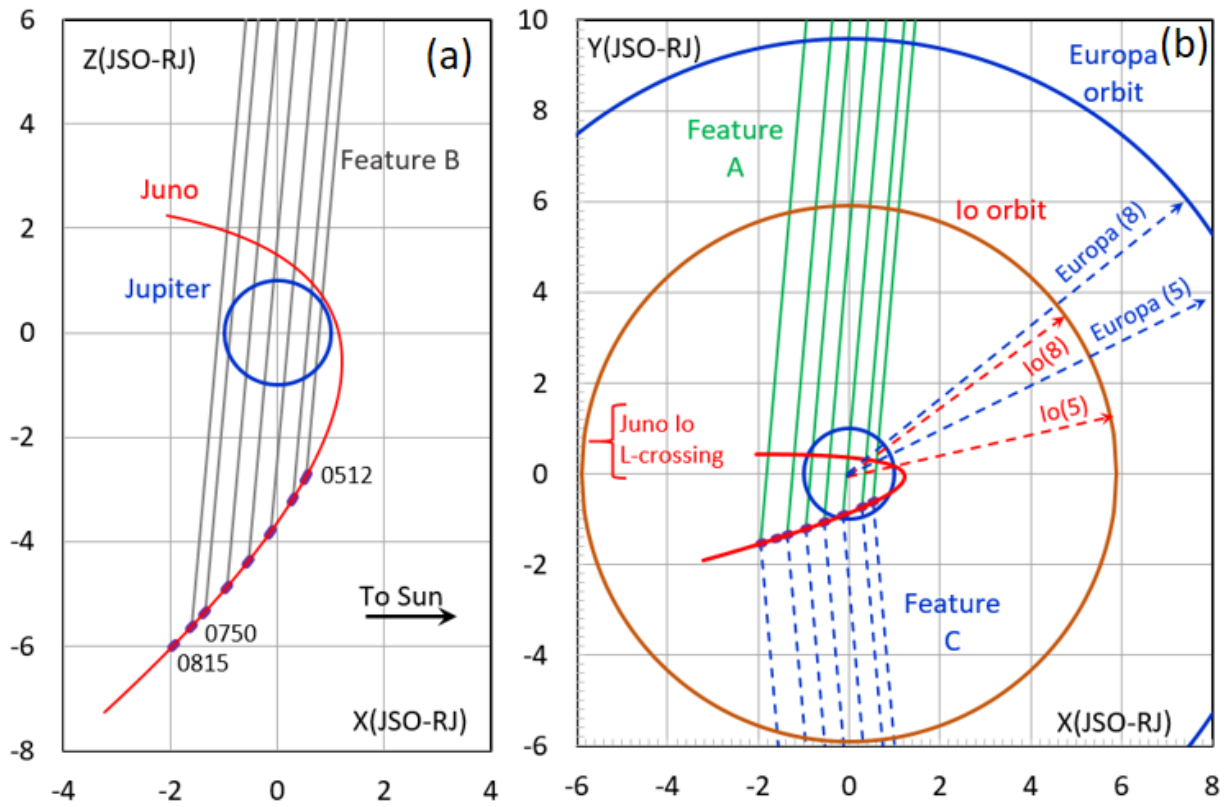 6
4
2
0
-2
-4
-6
-8
-4
-2
0
2
4
Z(JSO-RJ)
(a)
Juno
Feature B
Jupiter
0512
To Sun
0750
0815
X(JSO-RJ)
10
8
6
4
2
0
-2
-4
-6
-6
-4
-2
0
2
4
6
8
Y(JSO-RJ)
(b)
Europa
orbit
Feature
A
Io orbit
Europa (8)
Europa (5)
Io(8)
Io(5)
Juno Io
L-crossing
Feature
C
X(JSO-RJ)